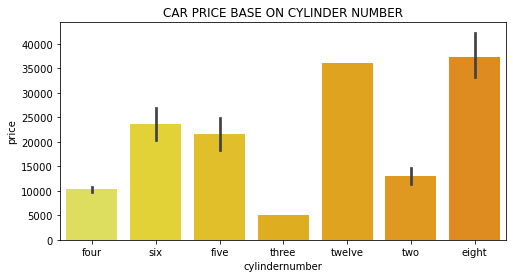 CAR PRICE BASE ON CYLINDER NUMBER
40000
35000
30000
25000
20000
15000
10000
5000
0
price
four six five three twelve two eight
cylindernumber